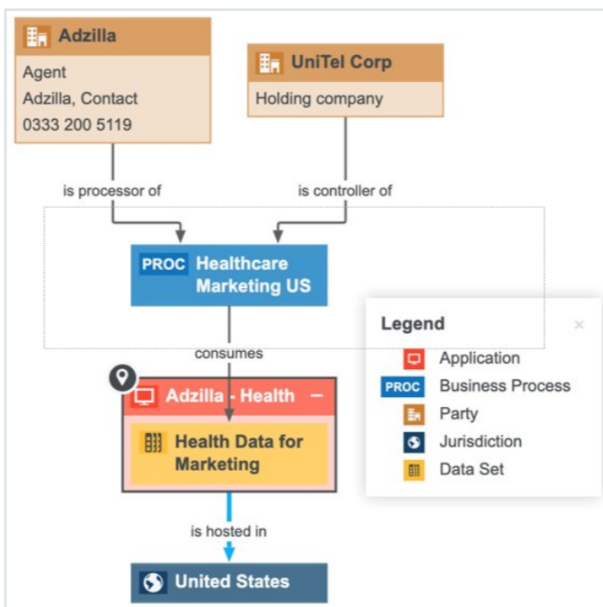 Adzilla
Agent
Adzilla, Contact
0333 200 5119
UniTel Corp
Holding company
is processor of
is controller of
PROC Healthcare
Marketing US
consumes
Adzilla - Health
Health Data for
Marketing
is hosted in
United States
Legend
Application
PROC Business Process
Party
Jurisdiction
Data Set